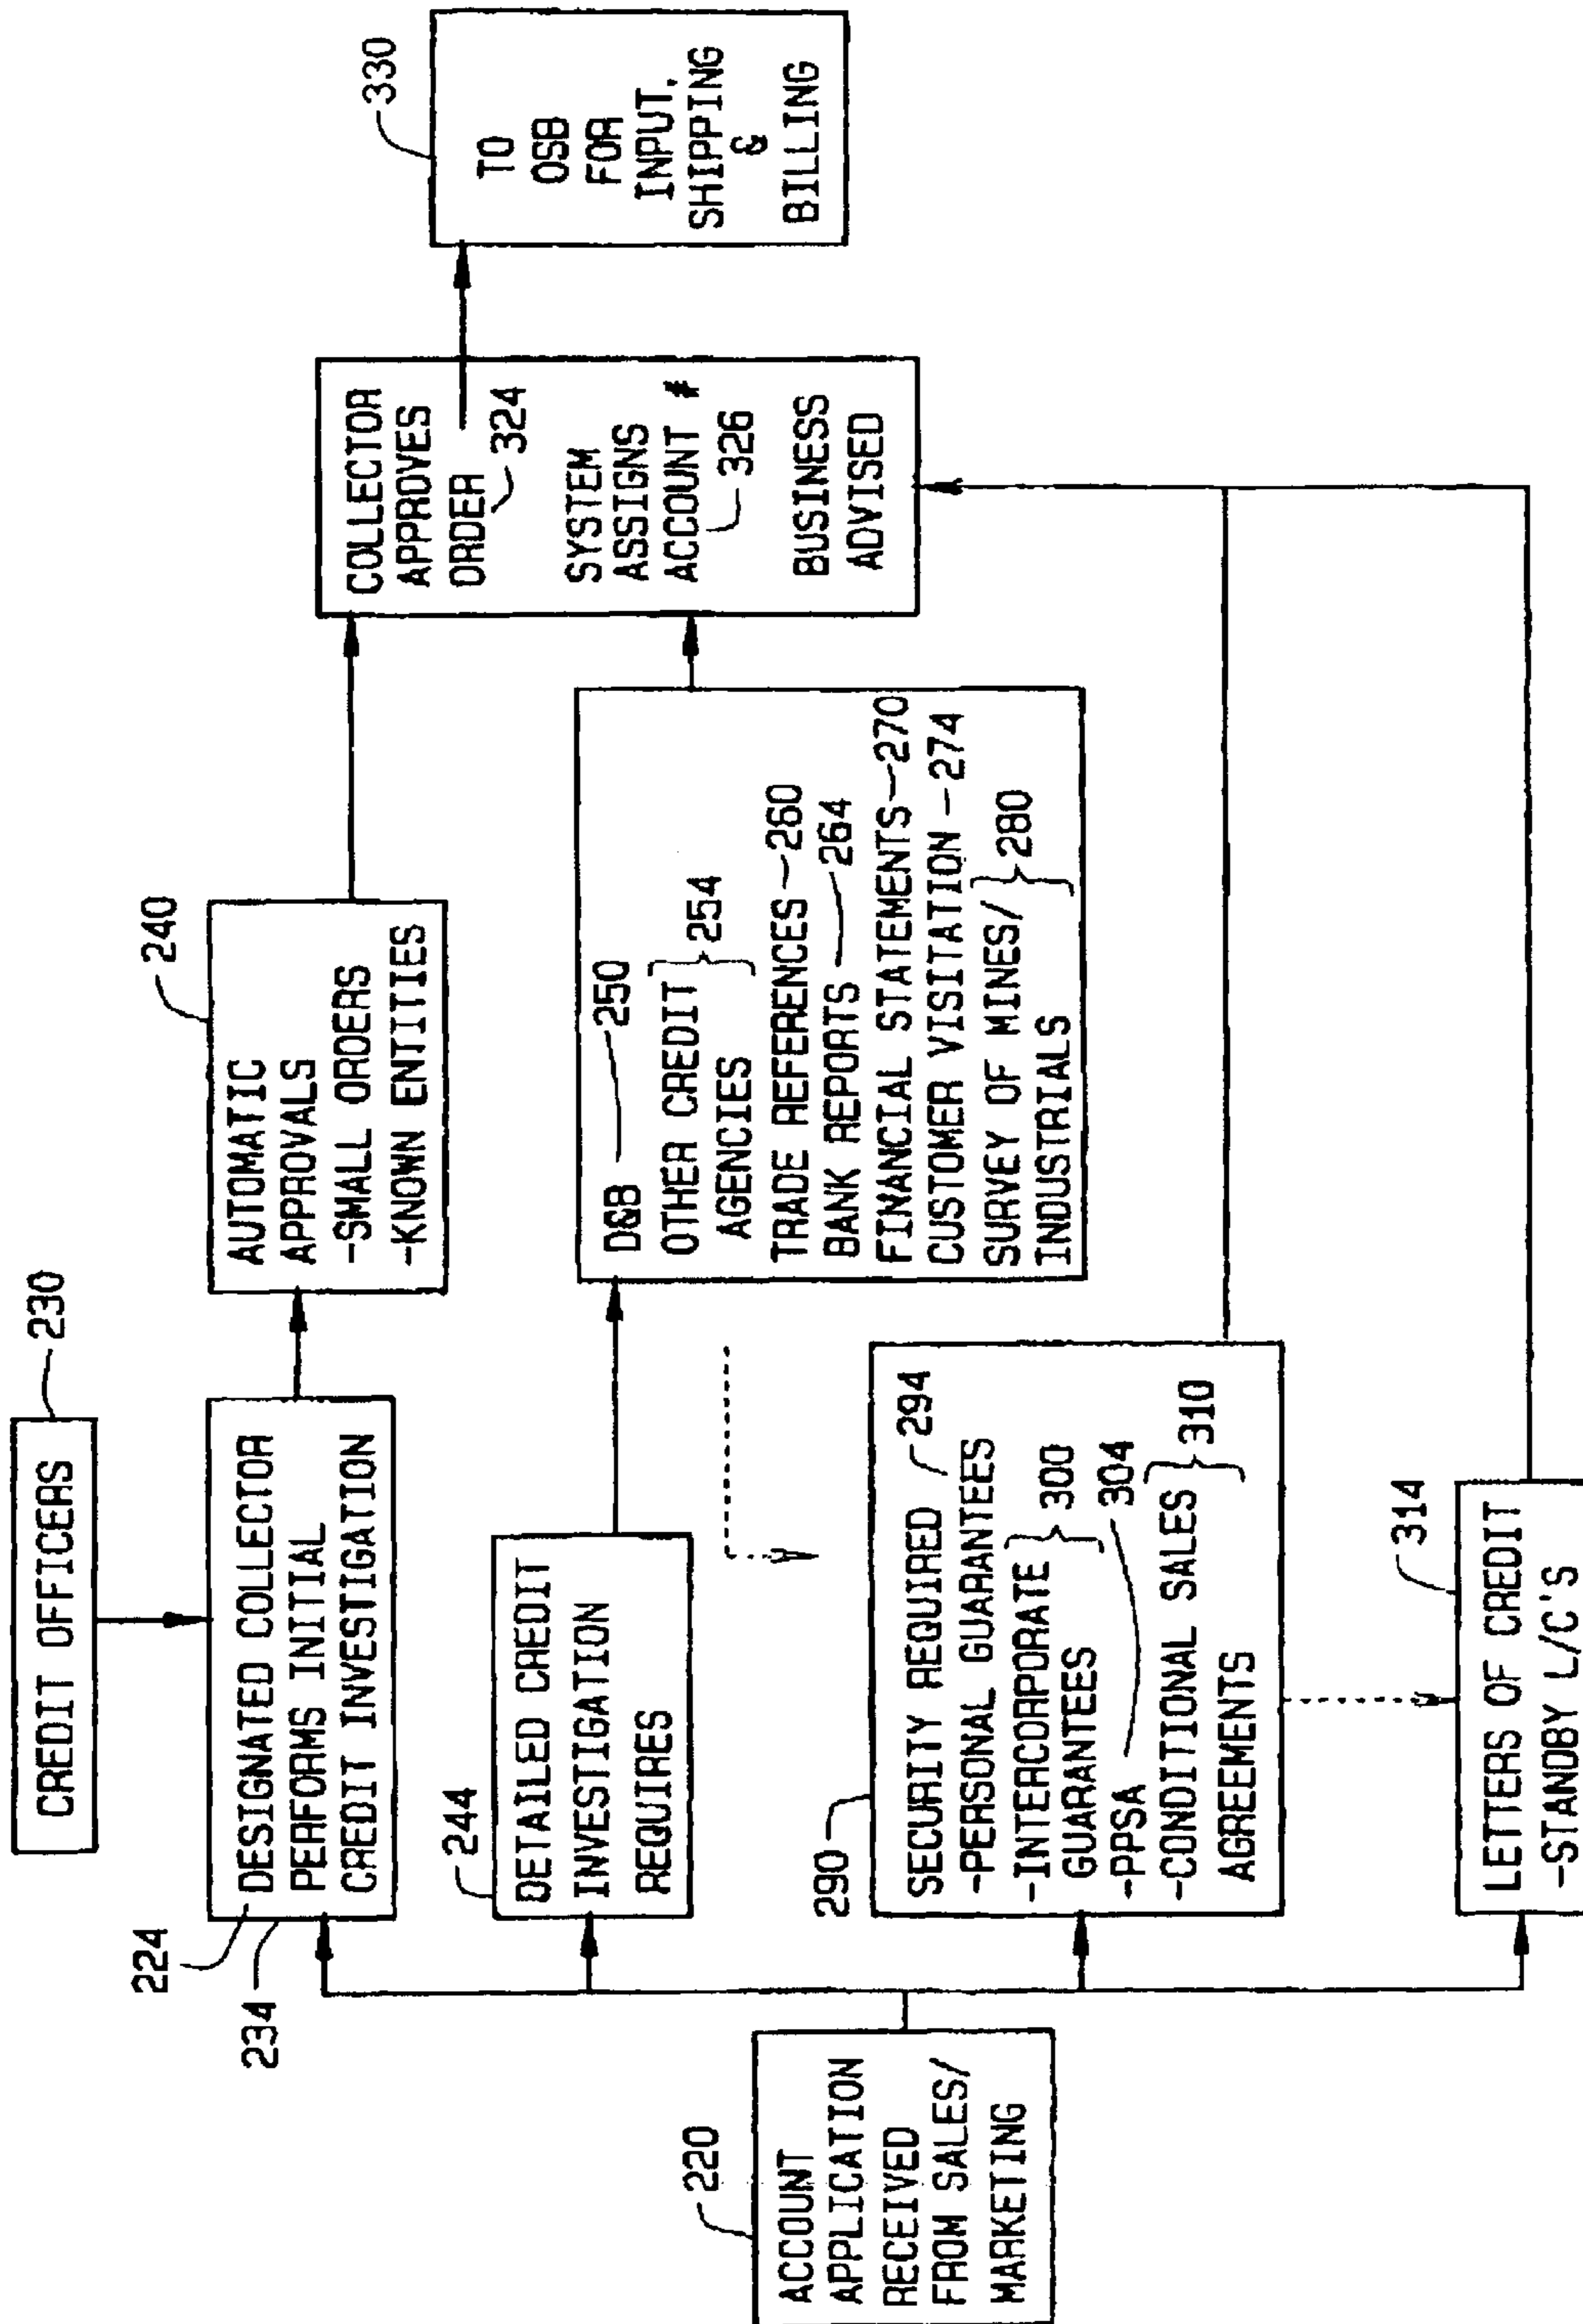 CREDIT OFFICERS
230
224
234
DESIGNATED COLLECTOR
PERFORMS INITIAL
CREDIT INVESTIGATION
240
AUTOMATIC
APPROVALS
-SMALL ORDERS
-KNOWN ENTITIES
244
DETAILED CREDIT
INVESTIGATION
REQUIRES
D&B 250
OTHER CREDIT
AGENCIES
254
TRADE REFERENCES 260
BANK REPORTS 264
FINANCIAL STATEMENTS 270
CUSTOMER VISITATION 274
SURVEY OF MINES/
INDUSTRIALS
280
220
ACCOUNT
APPLICATION
RECEIVED
FROM SALES/
MARKETING
290
SECURITY REQUIRED
-PERSONAL GUARANTEES 294
-INTERCORPORATE
GUARANTEES
300
-PPSA 304
-CONDITIONAL SALES
AGREEMENTS
310
314
LETTERS OF CREDIT
-STANDBY L/C'S
COLLECTOR
APPROVES
ORDER
324
SYSTEM
ASSIGNS
ACCOUNT #
326
BUSINESS
ADVISED
330
TO
OSB
FOR
INPUT,
SHIPPING
&
BILLING